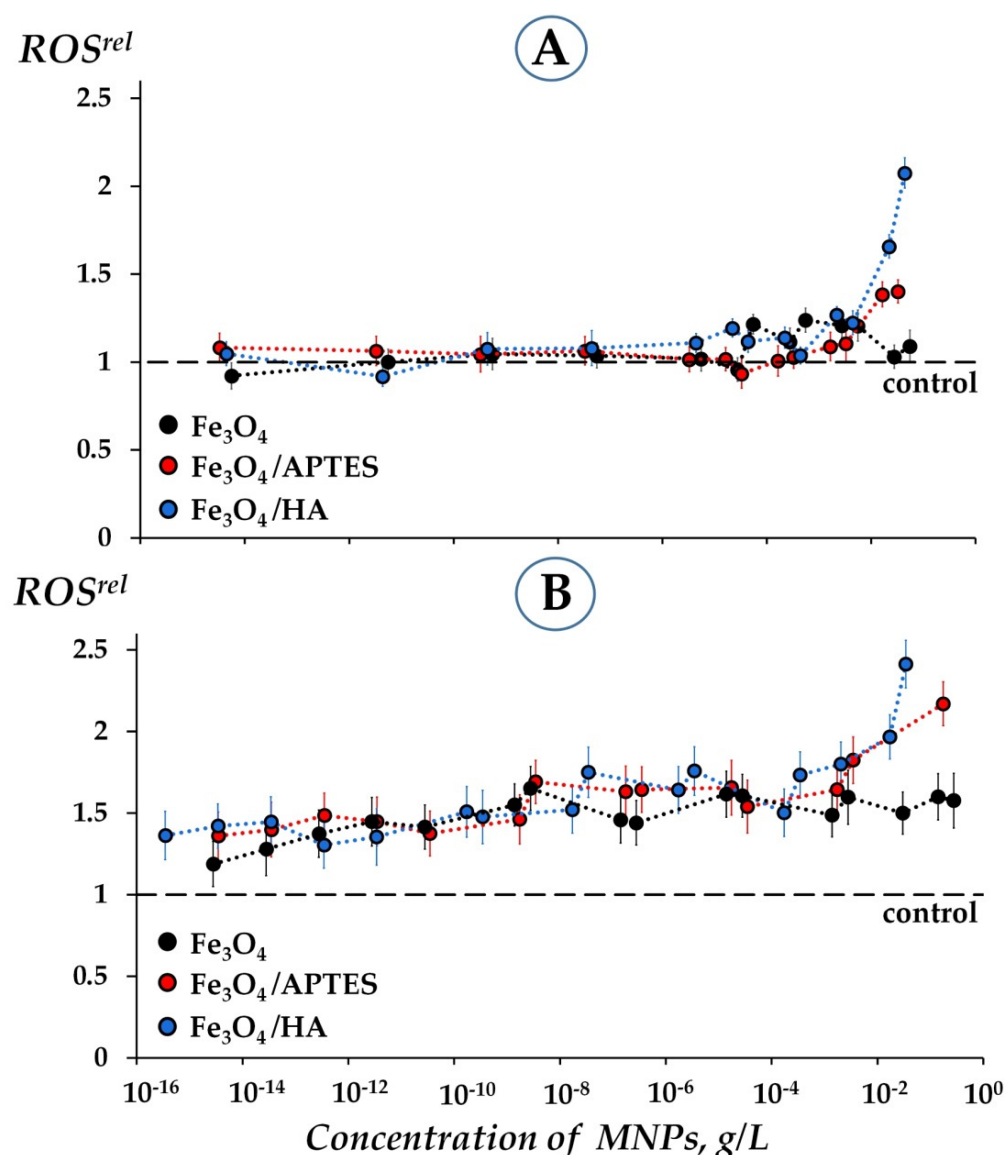 A
ROSʳᵉˡ
2.5
2
1.5
1
control
0.5
Fe₃O₄
Fe₃O₄/APTES
Fe₃O₄/HA
0
B
ROSʳᵉˡ
2.5
2
1.5
1
control
Fe₃O₄
0.5
Fe₃O₄/APTES
Fe₃O₄/HA
0
10⁻¹⁶ 10⁻¹⁴ 10⁻¹² 10⁻¹⁰ 10⁻⁸ 10⁻⁶ 10⁻⁴ 10⁻² 10⁰
Concentration of MNPs, g/L